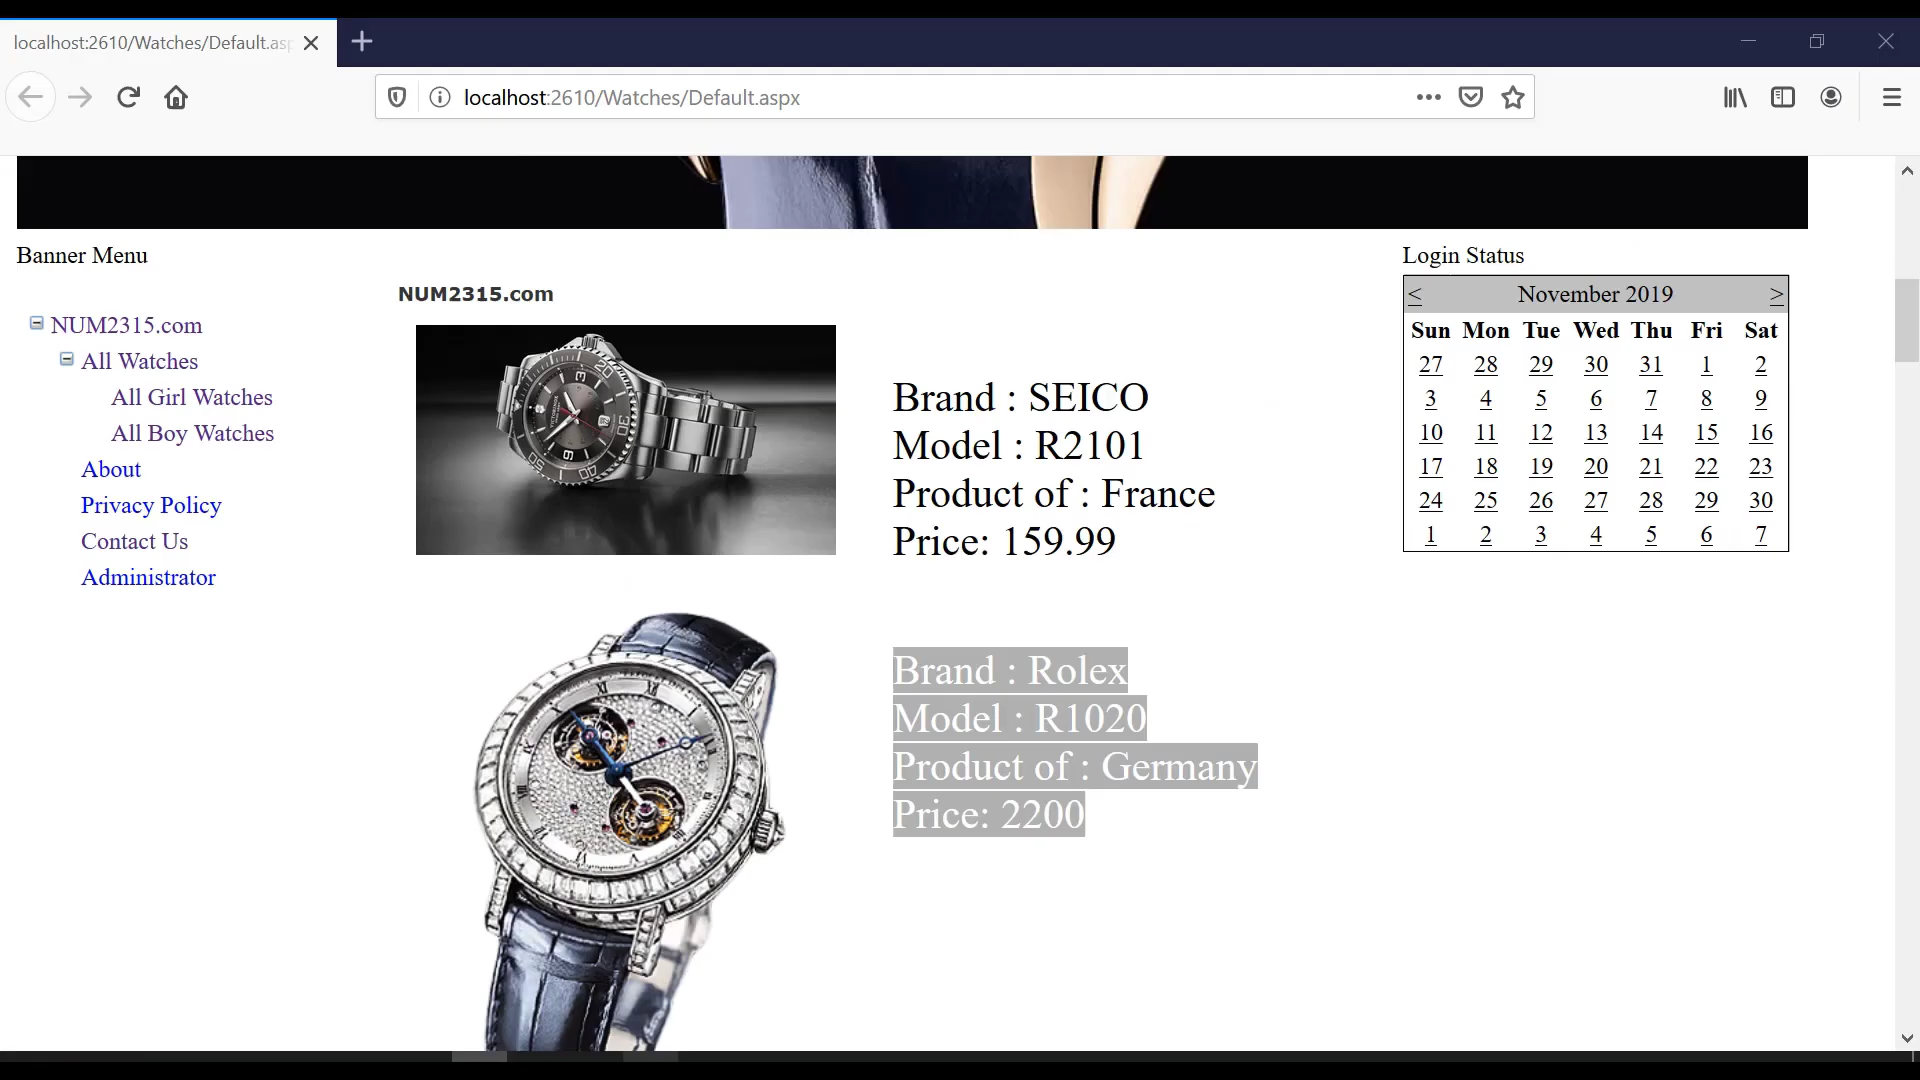 localhost:2610/Watches/Default.asp
localhost:2610/Watches/Default.aspx
Banner Menu
NUM2315.com
All Watches
All Girl Watches
All Boy Watches
About
Privacy Policy
Contact Us
Administrator
NUM2315.com
Brand : SEICO
Model : R2101
Product of : France
Price: 159.99
Brand : Rolex
Model : R1020
Product of : Germany
Price: 2200
Login Status
< November 2019 >
Sun Mon Tue Wed Thu Fri Sat
27 28 29 30 31 1 2
3 4 5 6 7 8 9
10 11 12 13 14 15 16
17 18 19 20 21 22 23
24 25 26 27 28 29 30
1 2 3 4 5 6 7